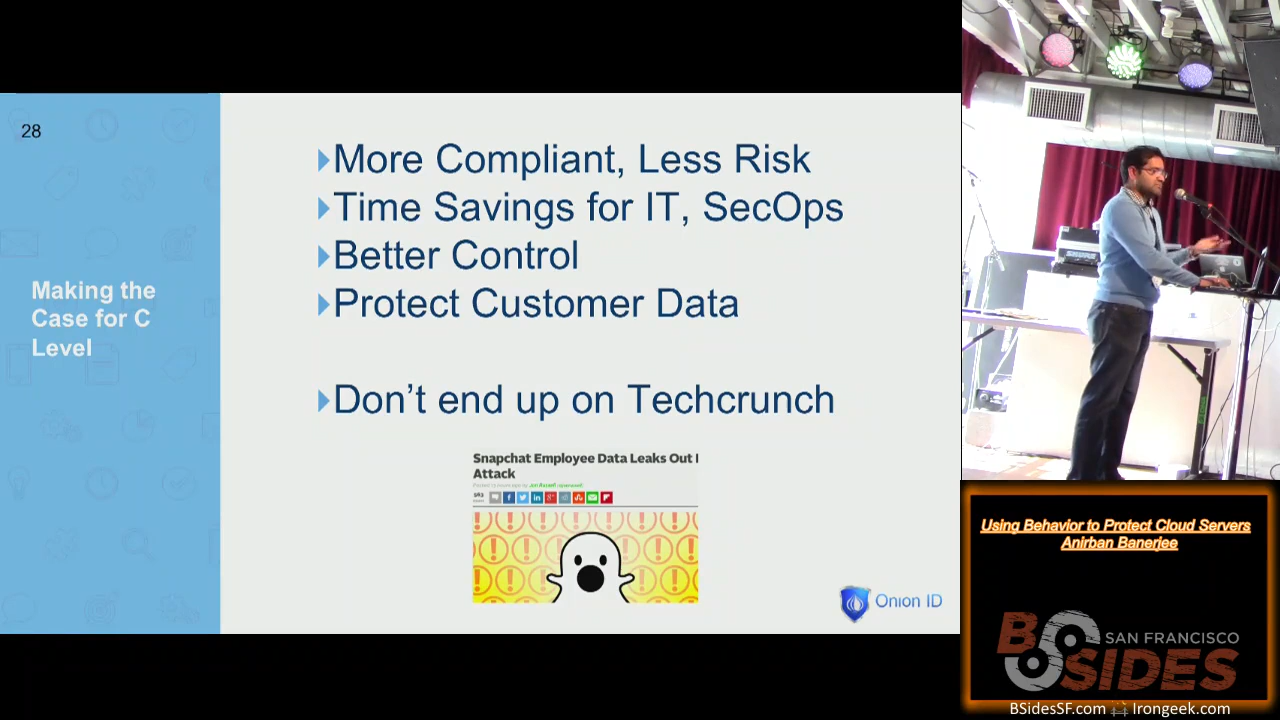 28
Making the
Case for C
Level
More Compliant, Less Risk
Time Savings for IT, SecOps
Better Control
Protect Customer Data
Don’t end up on Techcrunch
Snapchat Employee Data Leaks Out
Attack
Onion ID
Using Behavior to Protect Cloud Servers
Anirban Banerjee
BSIDES
SAN FRANCISCO
BSidesSF.com Irongeek.com